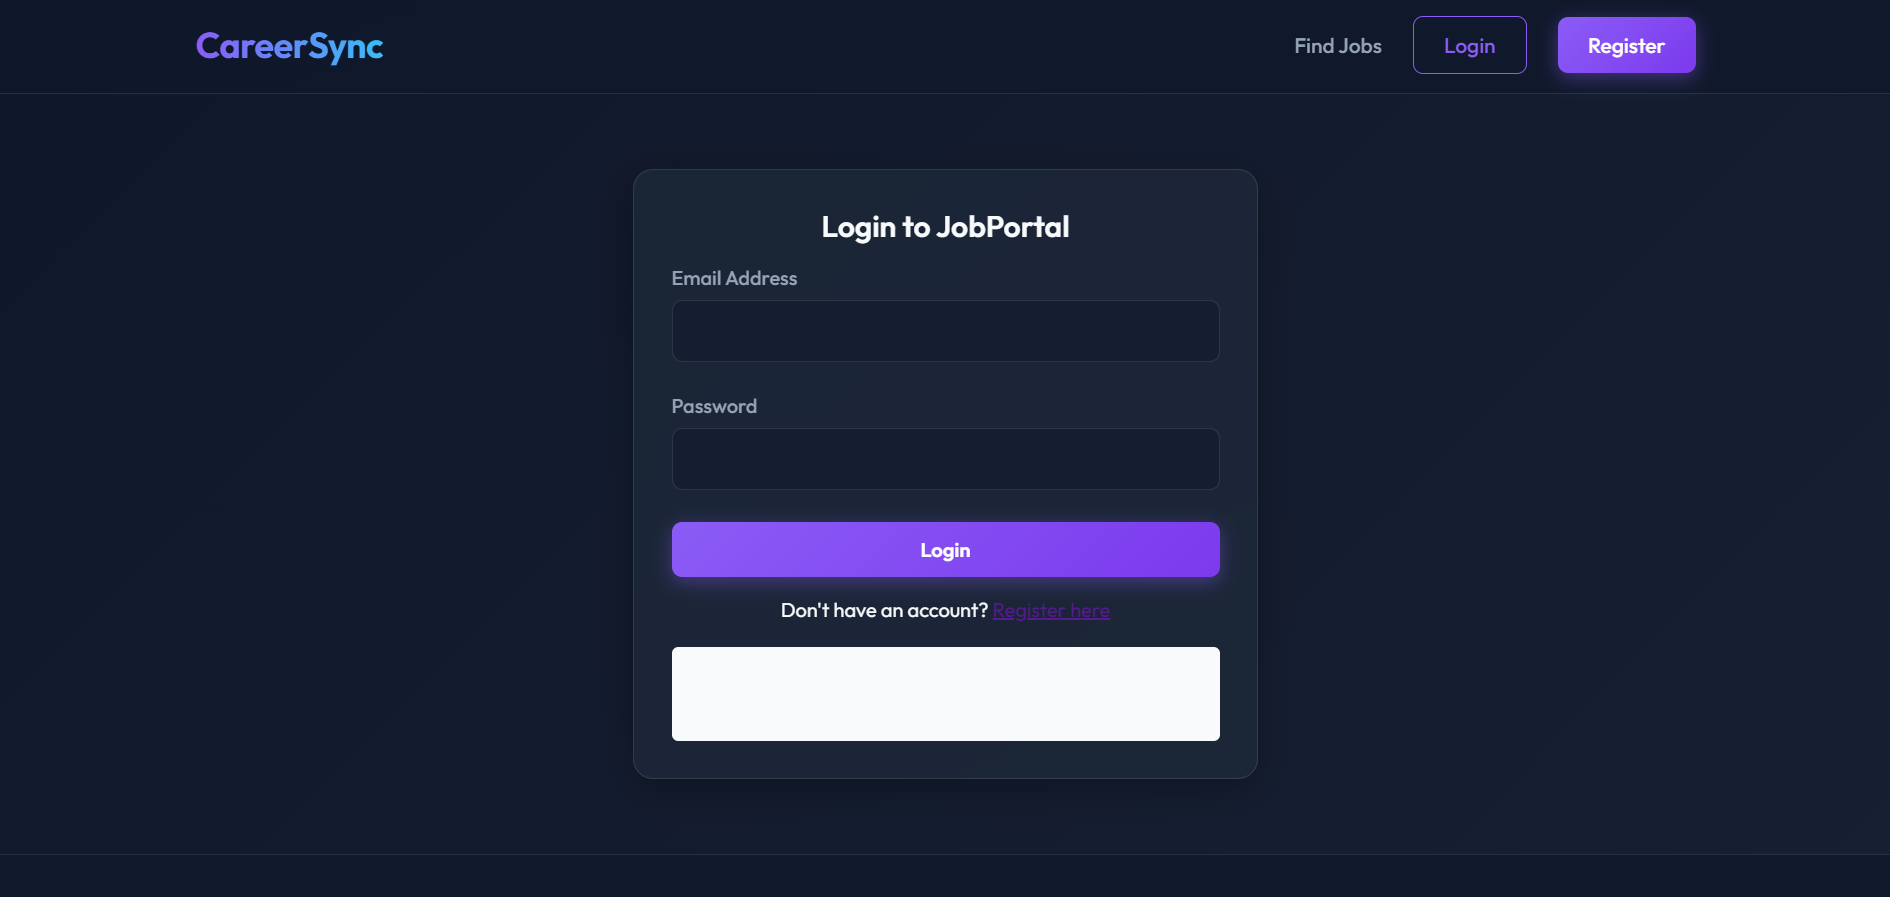 CareerSync
Find Jobs
Login
Register
Login to JobPortal
Email Address
Password
Login
Don't have an account? Register here